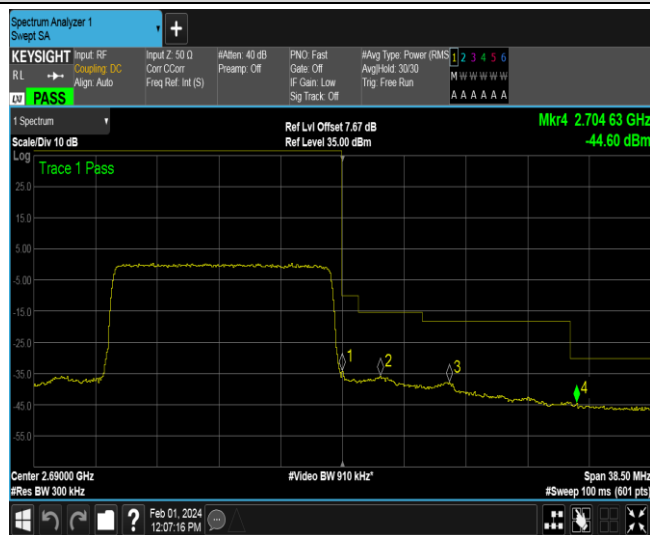 Spectrum Analyzer 1
Swept SA
+
KEYSIGHT
RL
LXI PASS
Input: RF
Coupling: DC
Align: Auto
Input Z: 50 Ω
Corr CCorr
Freq Ref: Int (S)
#Atten: 40 dB
Preamp: Off
PNO: Fast
Gate: Off
IF Gain: Low
Sig Track: Off
#Avg Type: Power (RMS
Avg|Hold: 30/30
Trig: Free Run
1 2 3 4 5 6
M W W W W W
A A A A A A
1 Spectrum
Scale/Div 10 dB
Ref Lvl Offset 7.67 dB
Ref Level 35.00 dBm
Mkr4 2.704 63 GHz
-44.60 dBm
Log
Trace 1 Pass
25.0
15.0
5.00
-5.00
-15.0
-25.0
-35.0
-45.0
-55.0
1
2
3
4
Center 2.69000 GHz
#Res BW 300 kHz
#Video BW 910 kHz*
Span 38.50 MHz
#Sweep 100 ms (601 pts)
?
Feb 01, 2024
12:07:16 PM